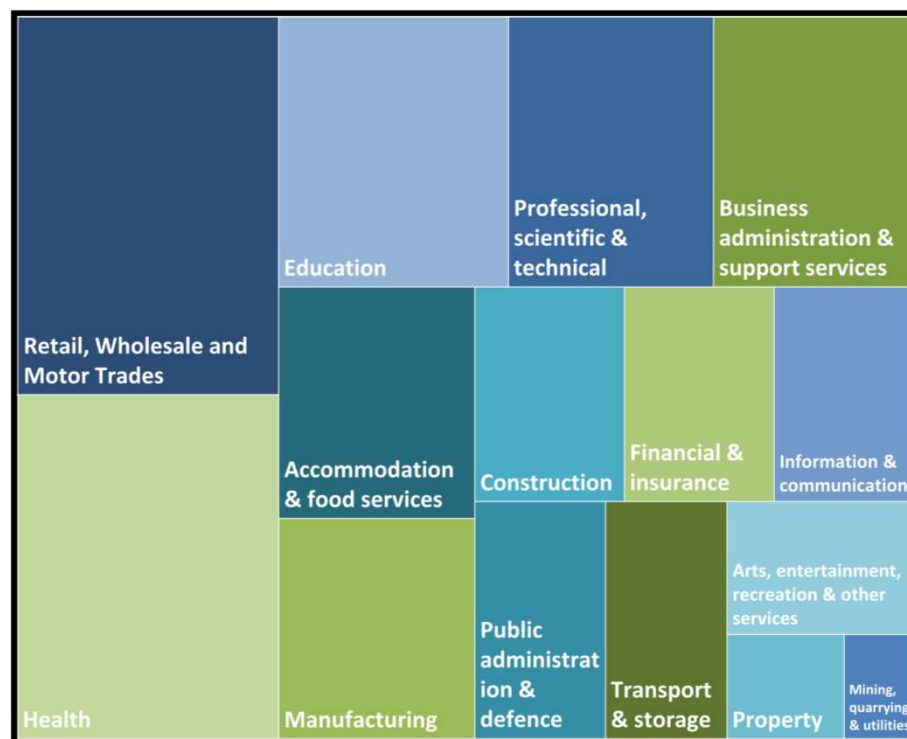 Retail, Wholesale and
Motor Trades
Education
Professional,
scientific &
technical
Business
administration &
support services
Health
Accommodation
& food services
Construction
Financial &
insurance
Information &
communication
Manufacturing
Public
administrat
ion &
defence
Transport
& storage
Arts, entertainment,
recreation & other
services
Property
Mining,
quarrying
& utilities